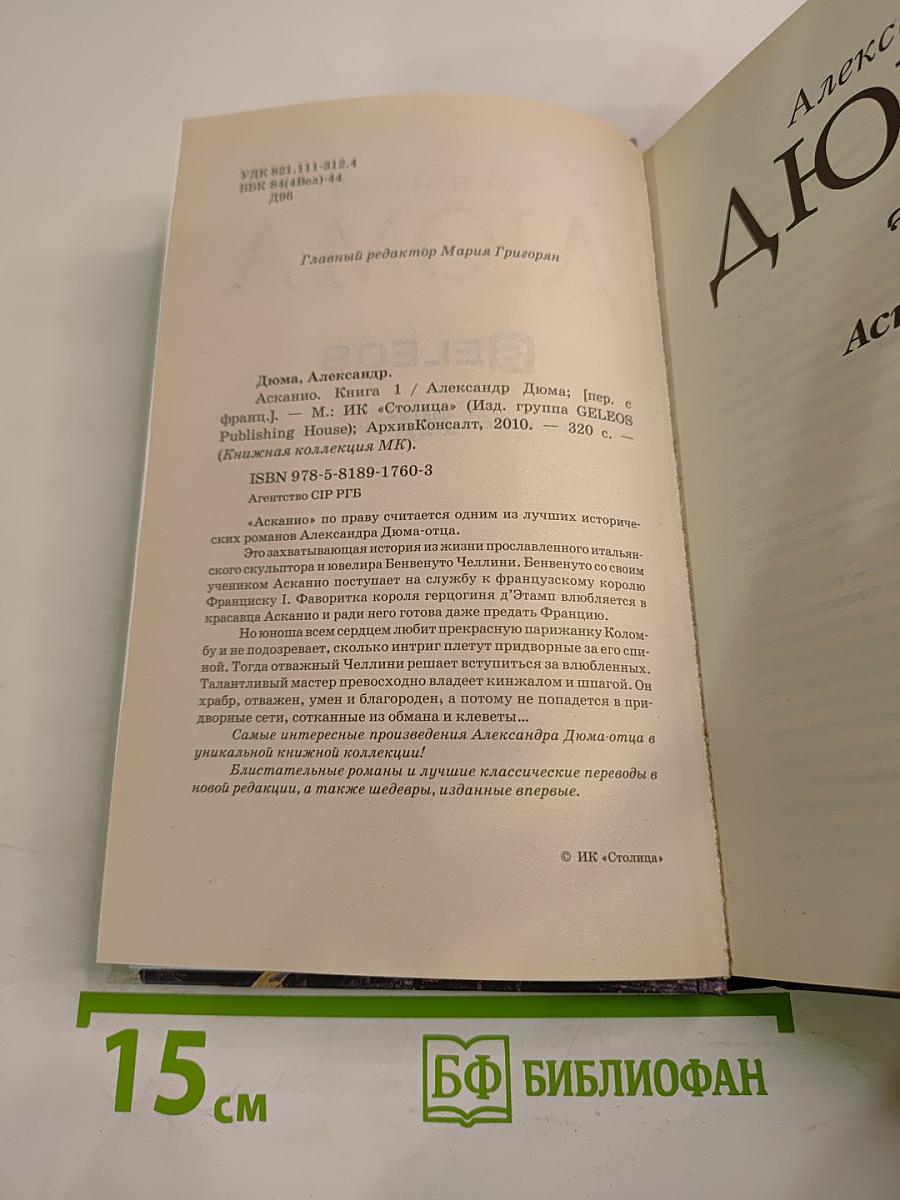 УДК 821.111-312.4
ББК 84(4Вел)-44
Д96
Главный редактор Мария Григорян
Дюма, Александр.
Асканио. Книга 1 / Александр Дюма; [пер. с
франц.]. — М.: ИК «Столица» (Изд. группа GELEOS
Publishing House); АрхивКонсалт, 2010. — 320 с. —
(Книжная коллекция МК).
ISBN 978-5-8189-1760-3
Агентство CIP РГБ
«Асканио» по праву считается одним из лучших историче-
ских романов Александра Дюма-отца.
Это захватывающая история из жизни прославленного итальян-
ского скульптора и ювелира Бенвенуто Челлини. Бенвенуто со своим
учеником Асканио поступает на службу к французскому королю
Франциску I. Фаворитка короля герцогиня д'Этамп влюбляется в
красавца Асканио и ради него готова даже предать Францию.
Но юноша всем сердцем любит прекрасную парижанку Колом-
бу и не подозревает, сколько интриг плетут придворные за его спи-
ной. Тогда отважный Челлини решает вступиться за влюбленных.
Талантливый мастер превосходно владеет кинжалом и шпагой. Он
храбр, отважен, умен и благороден, а потому не попадется в при-
дворные сети, сотканные из обмана и клеветы...
Самые интересные произведения Александра Дюма-отца в
уникальной книжной коллекции!
Блистательные романы и лучшие классические переводы в
новой редакции, а также шедевры, изданные впервые.
© ИК «Столица»
Алекс
ДЮ
Ас
15 см
БФ БИБЛИОФАН